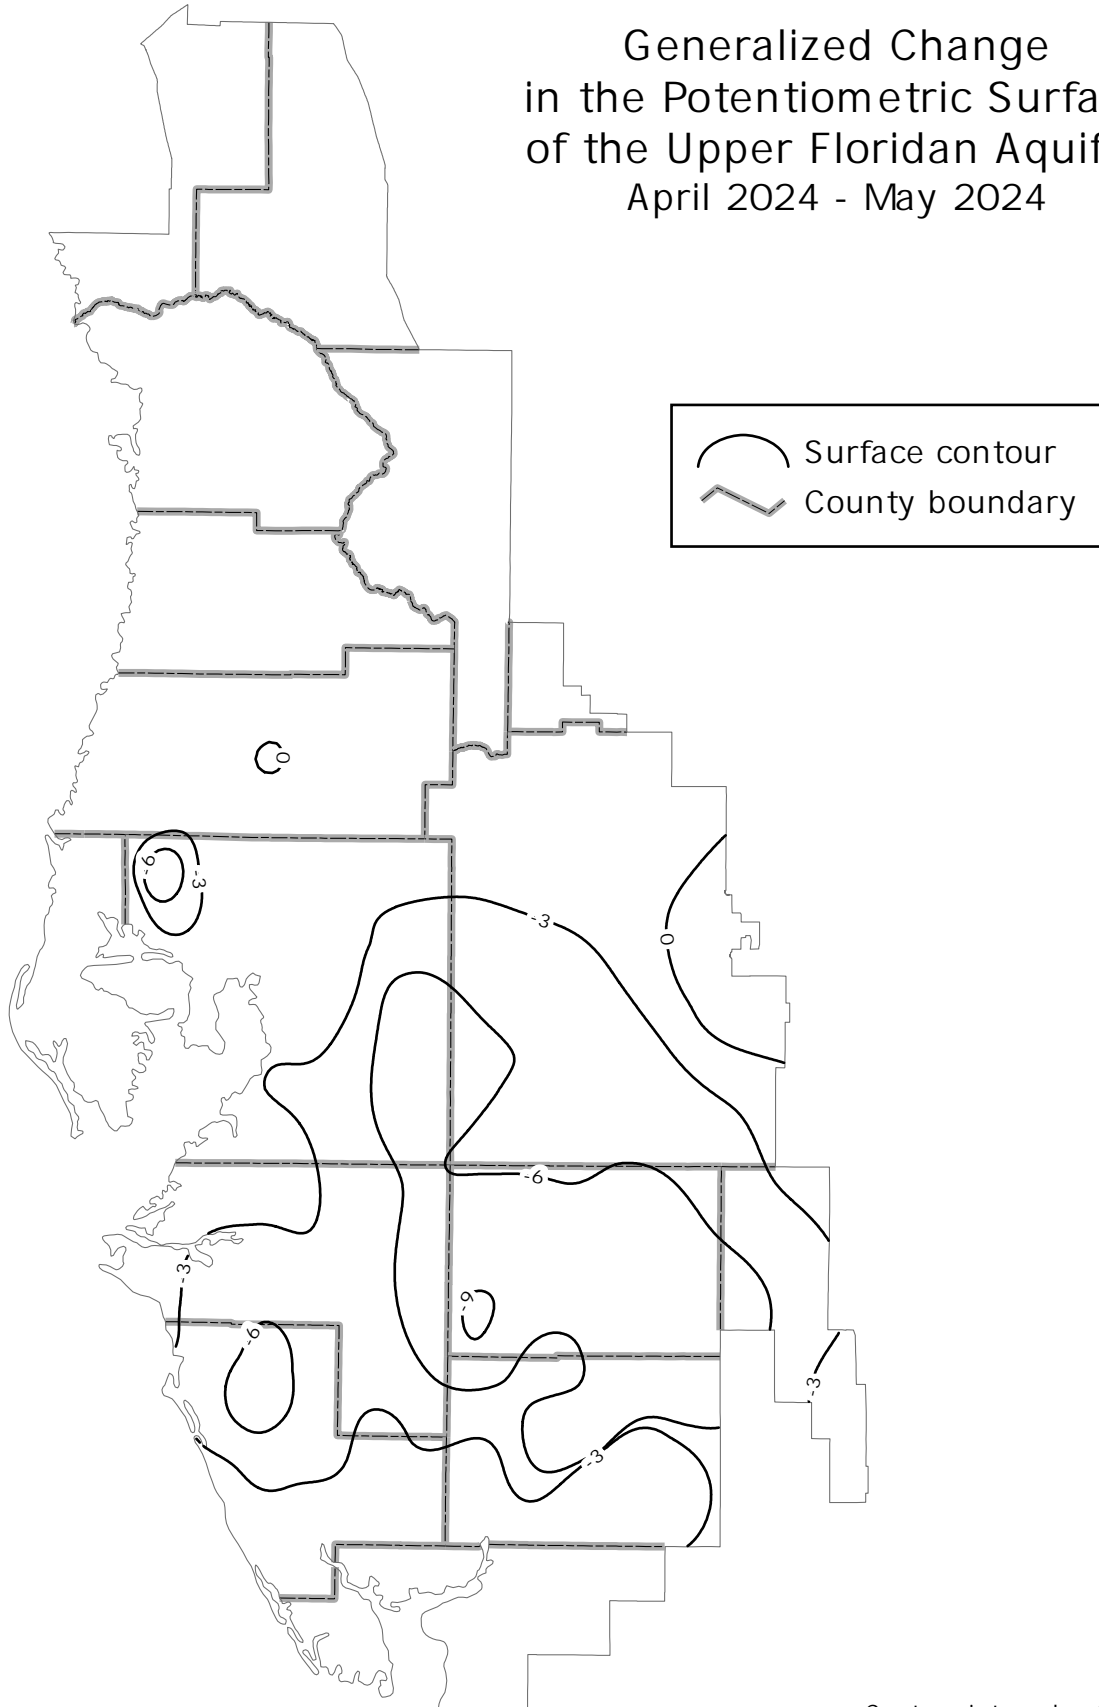 Generalized Change
in the Potentiometric Surfa
of the Upper Floridan Aquif
April 2024 - May 2024
Surface contour
County boundary
0
-6
-3
-3
0
-6
-3
-9
-6
-3
-3